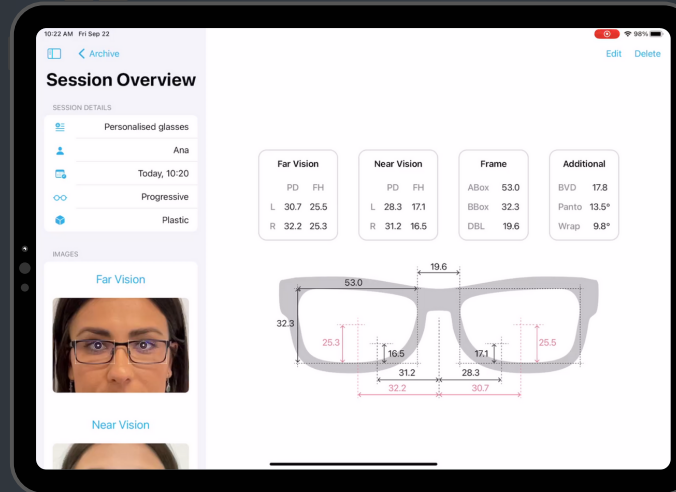 10:22 AM Fri Sep 22
98%
Archive
Edit Delete
Session Overview
SESSION DETAILS
Personalised glasses
Ana
Today, 10:20
Progressive
Plastic
IMAGES
Far Vision
Near Vision
Far Vision
PD FH
L 30.7 25.5
R 32.2 25.3
Near Vision
PD FH
L 28.3 17.1
R 31.2 16.5
Frame
ABox 53.0
BBox 32.3
DBL 19.6
Additional
BVD 17.8
Panto 13.5°
Wrap 9.8°
19.6
53.0
32.3
25.3
16.5
17.1
25.5
31.2
28.3
32.2
30.7